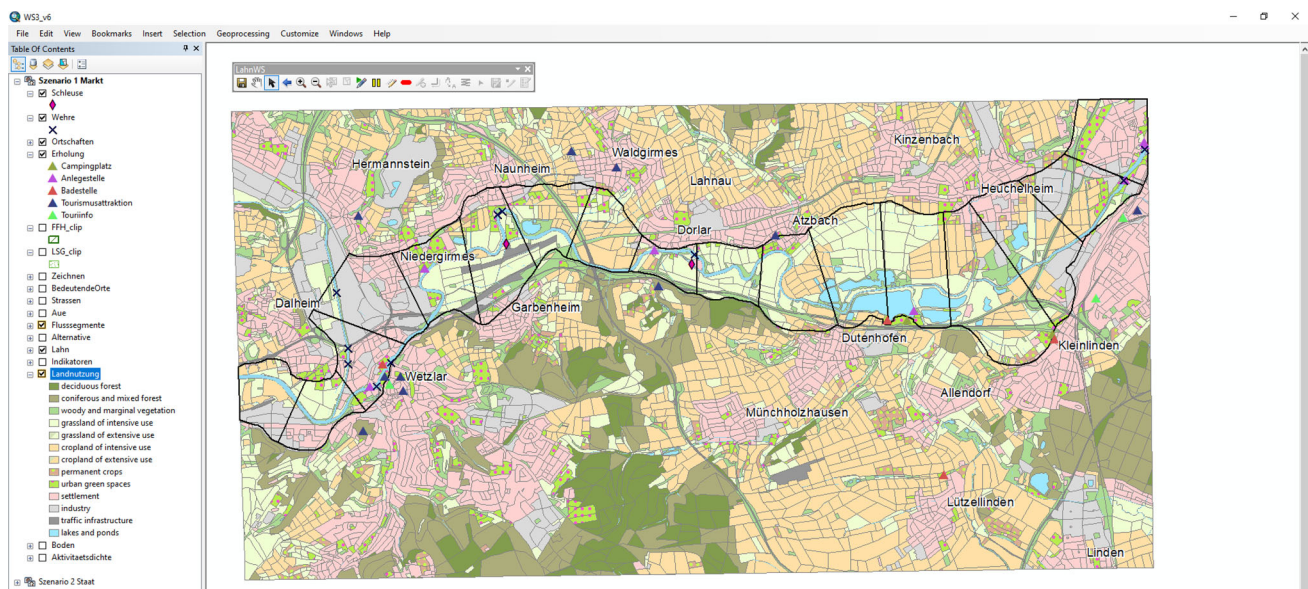 WS3_v6
File Edit View Bookmarks Insert Selection Geoprocessing Customize Windows Help
Table Of Contents
Szenario 1 Markt
Schleuse
Wehre
Ortschaften
Erholung
Campingplatz
Anlegestelle
Badestelle
Tourismusattraktion
Touriinfo
FFH_clip
LSG_clip
Zeichnen
BedeutendeOrte
Strassen
Aue
Flusssegmente
Alternative
Lahn
Indikatoren
Landnutzung
deciduous forest
coniferous and mixed forest
woody and marginal vegetation
grassland of intensive use
grassland of extensive use
cropland of intensive use
cropland of extensive use
permanent crops
urban green spaces
settlement
industry
traffic infrastructure
lakes and ponds
Boden
Aktivitaetsdichte
Szenario 2 Staat
LahnWS
Kinzenbach
Waldgirmes
Hermannstein
Naunheim
Lahnau
Heuchelheim
Atzbach
Dorlar
Niedergirmes
Dalheim
Garbenheim
Dutenhofen
Kleinlinden
Wetzlar
Allendorf
Münchholzhausen
Lützellinden
Linden